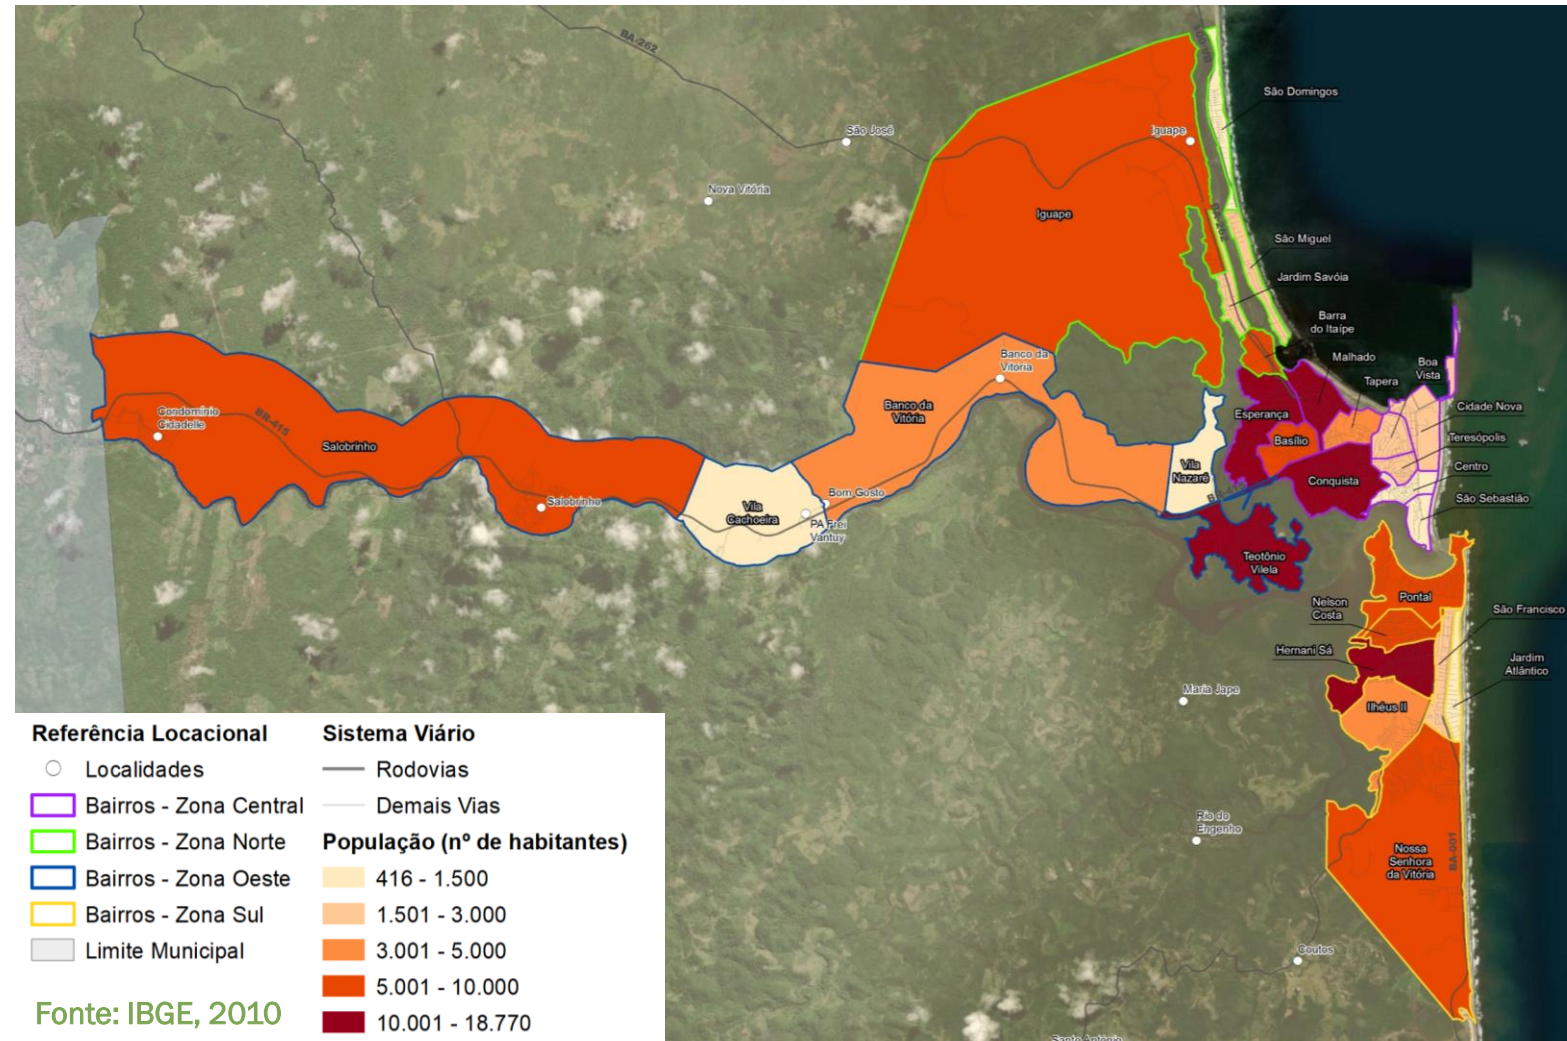 BA-262
São José
Iguape
Nova Vitória
Iguape
São Domingos
São Miguel
Jardim Savóia
Barra
do Itaípe
Malhado
Tapera
Boa
Vista
Cidade Nova
Teresópolis
Centro
São Sebastião
Esperança
Basílio
Conquista
Banco da
Vitória
Banco da
Vitória
Vila
Nazaré
Condomínio
Cidadelle
BR-415
Salobrinho
Salobrinho
Vila
Cachoeira
Bom Gosto
PA Frei
Vantuy
Teotônio
Vilela
Pontal
Nelson
Costa
São Francisco
Hernani Sá
Jardim
Atlântico
Ilhéus II
Maria Jape
Rio do
Engenho
Nossa
Senhora
da Vitória
BA-001
Coutos
Santo Antônio
Referência Locacional
Localidades
Bairros - Zona Central
Bairros - Zona Norte
Bairros - Zona Oeste
Bairros - Zona Sul
Limite Municipal
Sistema Viário
Rodovias
Demais Vias
População (nº de habitantes)
416 - 1.500
1.501 - 3.000
3.001 - 5.000
5.001 - 10.000
10.001 - 18.770
Fonte: IBGE, 2010